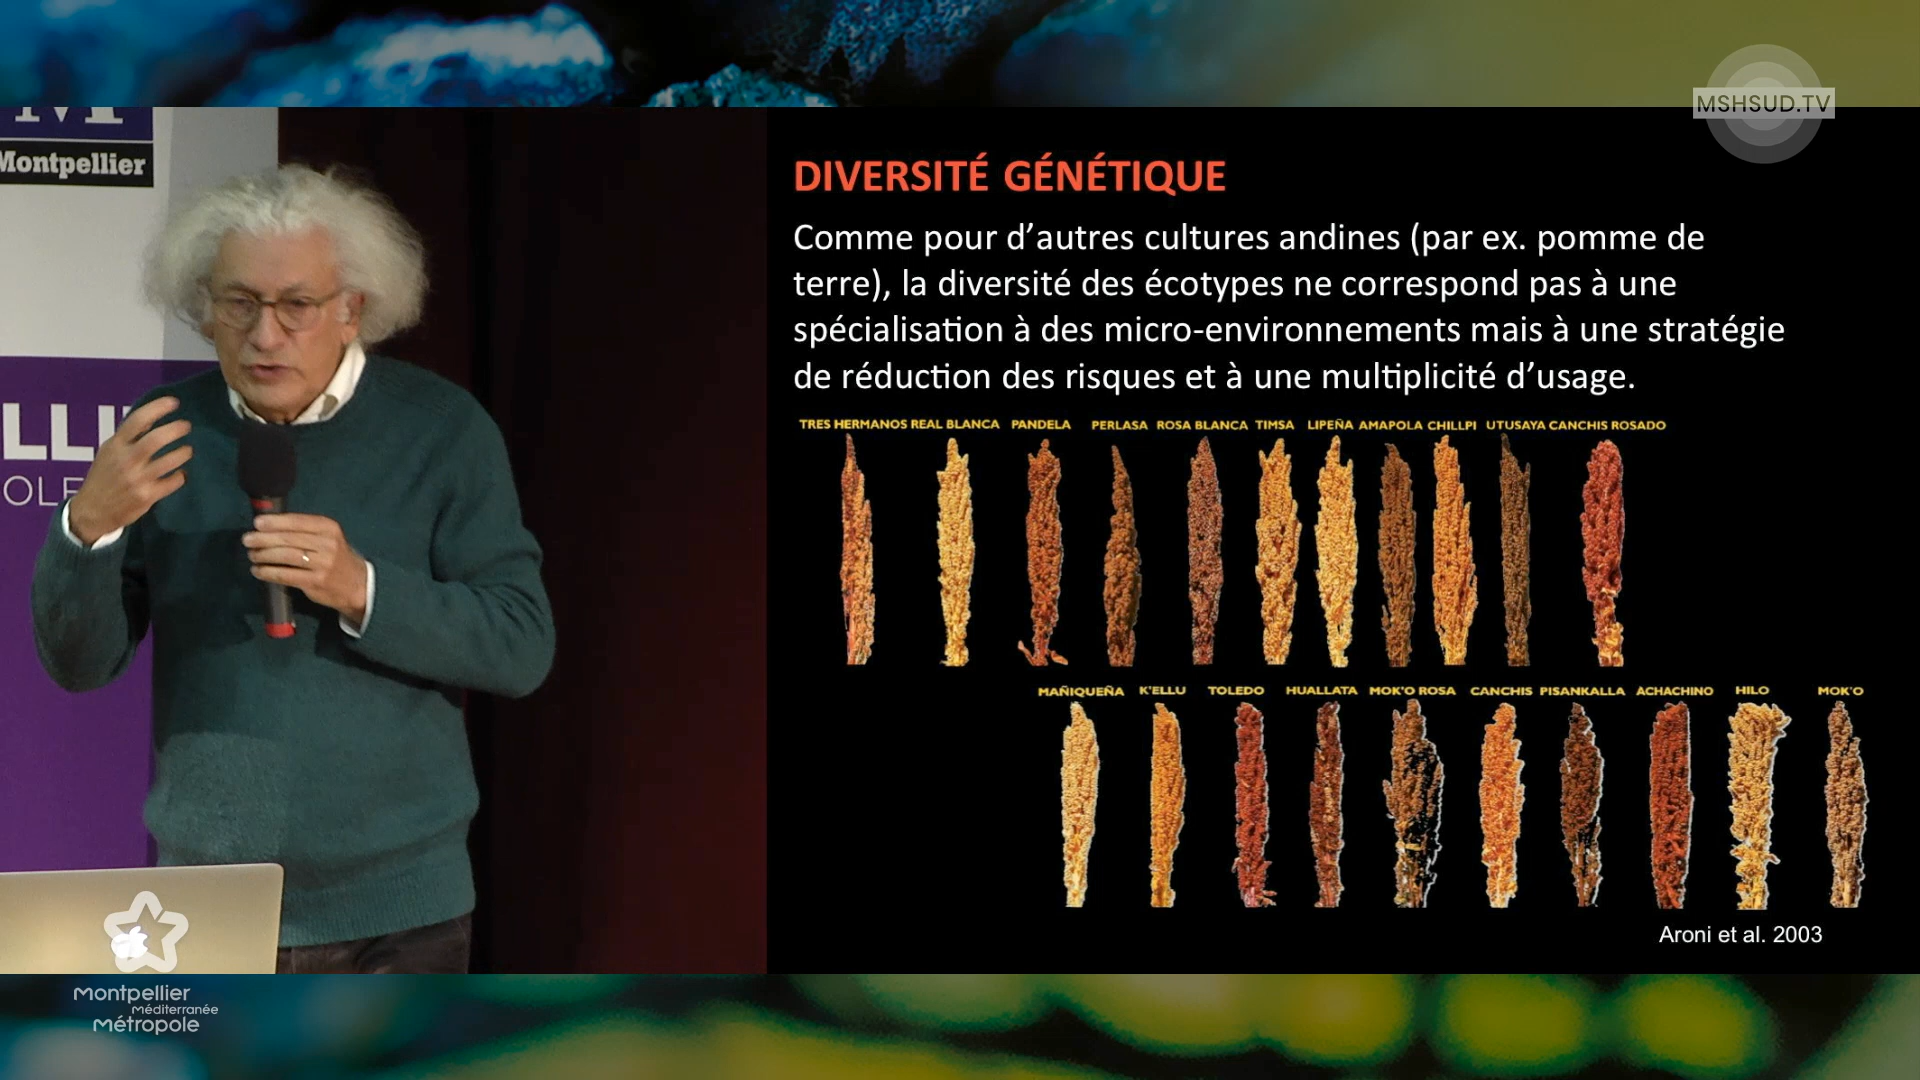 MSHSUD.TV
M
Montpellier
LLI
OLE
DIVERSITÉ GÉNÉTIQUE
Comme pour d’autres cultures andines (par ex. pomme de
terre), la diversité des écotypes ne correspond pas à une
spécialisation à des micro-environnements mais à une stratégie
de réduction des risques et à une multiplicité d’usage.
TRES HERMANOS REAL BLANCA PANDELA PERLASA ROSA BLANCA TIMSA LIPEÑA AMAPOLA CHILLPI UTUSAYA CANCHIS ROSADO
MAÑIQUEÑA K'ELLU TOLEDO HUALLATA MOK'O ROSA CANCHIS PISANKALLA ACHACHINO HILO MOK'O
Aroni et al. 2003
montpellier
méditerranée
métropole